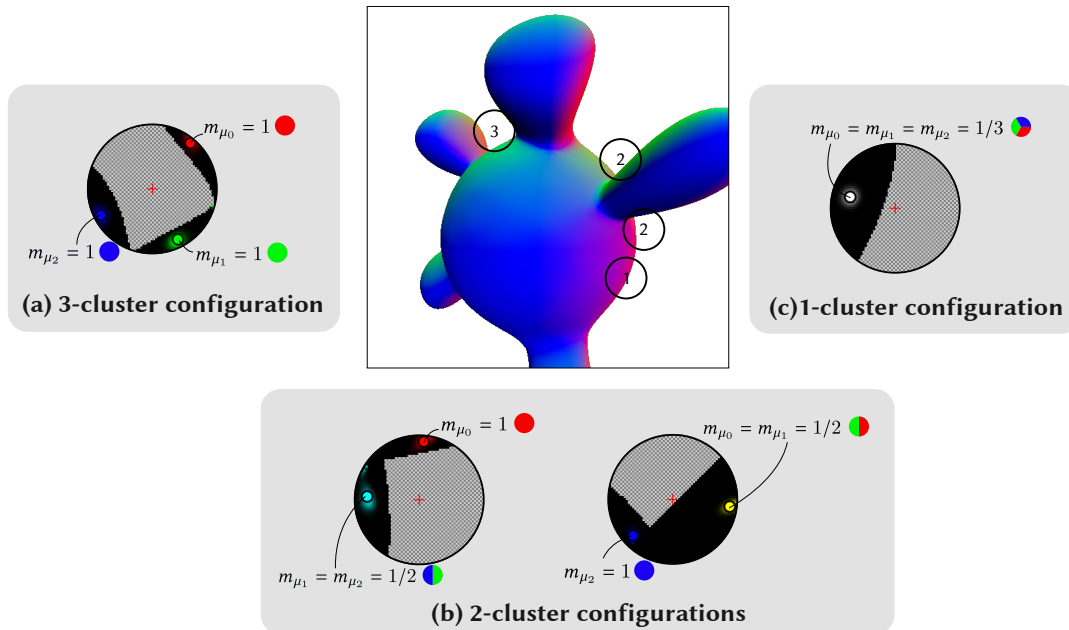 m_{μ_0} = 1
m_{μ_2} = 1
m_{μ_1} = 1
(a) 3-cluster configuration
3
2
2
1
m_{μ_0} = m_{μ_1} = m_{μ_2} = 1/3
(c)1-cluster configuration
m_{μ_0} = 1
m_{μ_1} = m_{μ_2} = 1/2
m_{μ_0} = m_{μ_1} = 1/2
m_{μ_2} = 1
(b) 2-cluster configurations